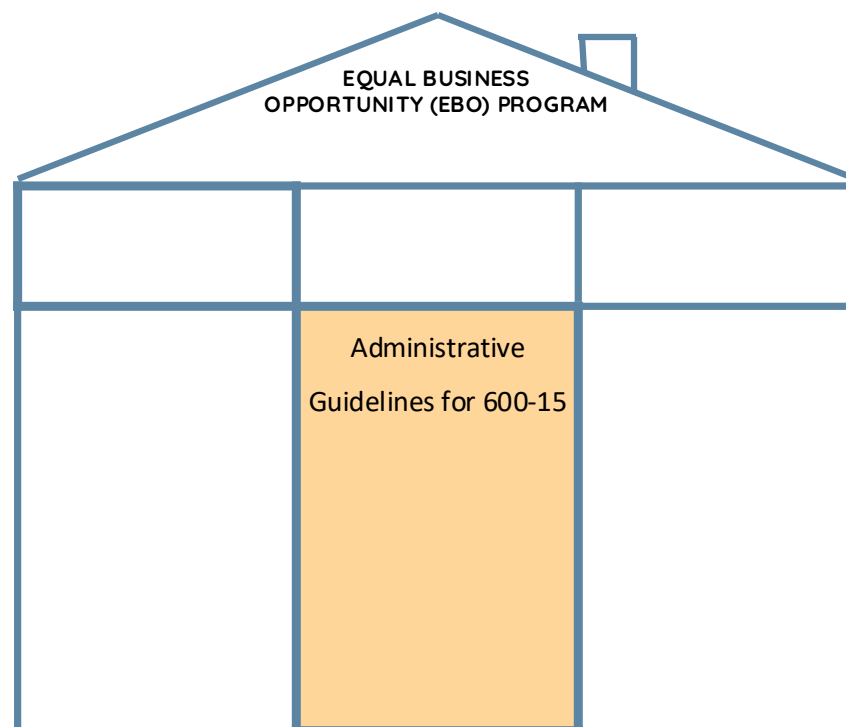 EQUAL BUSINESS
OPPORTUNITY (EBO) PROGRAM
Administrative
Guidelines for 600-15